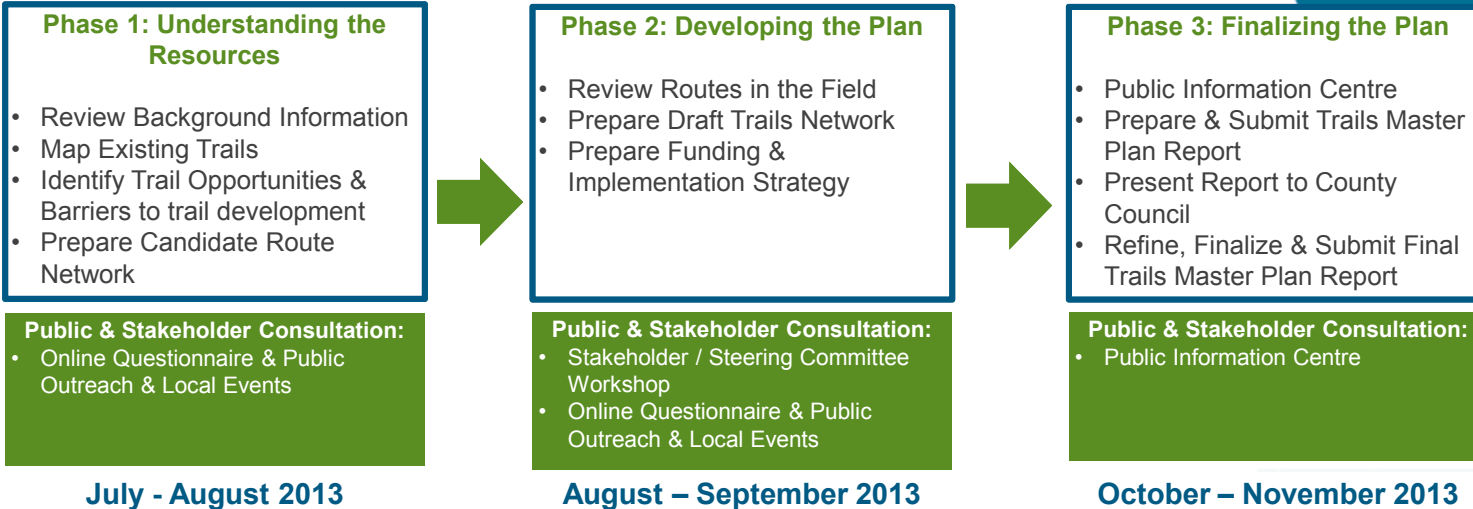 Phase 1: Understanding the
Resources
• Review Background Information
• Map Existing Trails
• Identify Trail Opportunities &
Barriers to trail development
• Prepare Candidate Route
Network
Public & Stakeholder Consultation:
• Online Questionnaire & Public
Outreach & Local Events
July - August 2013
Phase 2: Developing the Plan
• Review Routes in the Field
• Prepare Draft Trails Network
• Prepare Funding &
Implementation Strategy
Public & Stakeholder Consultation:
• Stakeholder / Steering Committee
Workshop
• Online Questionnaire & Public
Outreach & Local Events
August – September 2013
Phase 3: Finalizing the Plan
• Public Information Centre
• Prepare & Submit Trails Master
Plan Report
• Present Report to County
Council
• Refine, Finalize & Submit Final
Trails Master Plan Report
Public & Stakeholder Consultation:
• Public Information Centre
October – November 2013